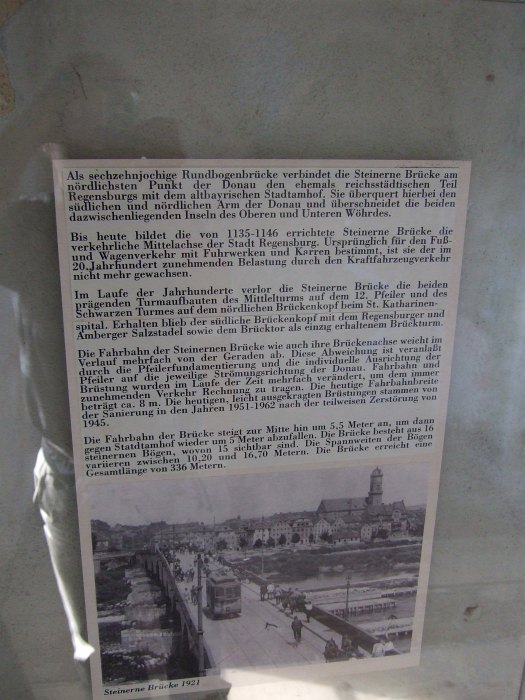 Als sechzehnjochige Rundbogenbrücke verbindet die Steinerne Brücke am
nördlichsten Punkt der Donau den ehemals reichsstädtischen Teil
Regensburgs mit dem altbayrischen Stadtamhof. Sie überquert hierbei den
südlichen und nördlichen Arm der Donau und überschneidet die beiden
dazwischenliegenden Inseln des Oberen und Unteren Wöhrdes.
Bis heute bildet die von 1135-1146 errichtete Steinerne Brücke die
verkehrliche Mittelachse der Stadt Regensburg. Ursprünglich für den Fuß-
und Wagenverkehr mit Fuhrwerken und Karren bestimmt, ist sie der im
20. Jahrhundert zunehmenden Belastung durch den Kraftfahrzeugverkehr
nicht mehr gewachsen.
Im Laufe der Jahrhunderte verlor die Steinerne Brücke die beiden
prägenden Turmaufbauten des Mittelturms auf dem 12. Pfeiler und des
Schwarzen Turmes auf dem nördlichen Brückenkopf beim St. Katharinen-
spital. Erhalten blieb der südliche Brückenkopf mit dem Regensburger und
Amberger Salzstadel sowie dem Brücktor als einzig erhaltenem Brückturm.
Die Fahrbahn der Steinernen Brücke wie auch ihre Brückenachse weicht im
Verlauf mehrfach von der Geraden ab. Diese Abweichung ist veranlaßt
durch die Pfeilerfundamentierung und die individuelle Ausrichtung der
Pfeiler auf die jeweilige Strömungsrichtung der Donau. Fahrbahn und
Brüstung wurden im Laufe der Zeit mehrfach verändert, um dem immer
zunehmenden Verkehr Rechnung zu tragen. Die heutige Fahrbahnbreite
beträgt ca. 8 m. Die heutigen, leicht ausgekragten Brüstungen stammen von
der Sanierung in den Jahren 1951-1962 nach der teilweisen Zerstörung von
1945.
Die Fahrbahn der Brücke steigt zur Mitte hin um 5,5 Meter an, um dann
gegen Statdtamhof wieder um 5 Meter abzufallen. Die Brücke besteht aus 16
steinernen Bögen, wovon 15 sichtbar sind. Die Spannweiten der Bögen
variieren zwischen 10,20 und 16,70 Metern. Die Brücke erreicht eine
Gesamtlänge von 336 Metern.
Steinerne Brücke 1921